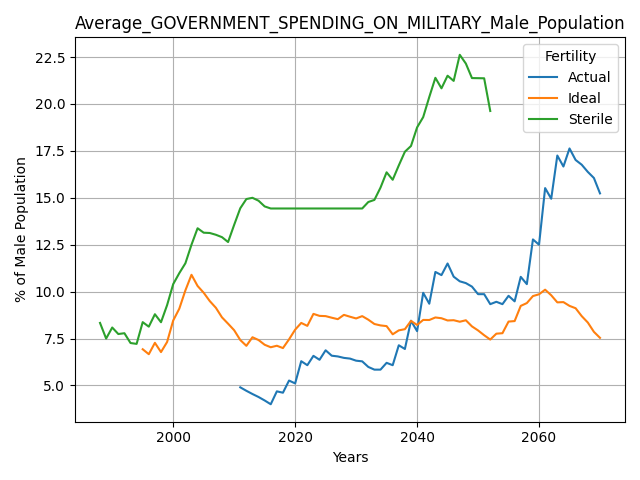 Average_GOVERNMENT_SPENDING_ON_MILITARY_Male_Population
% of Male Population
22.5
20.0
17.5
15.0
12.5
10.0
7.5
5.0
Fertility
Actual
Ideal
Sterile
2000
2020
2040
2060
Years